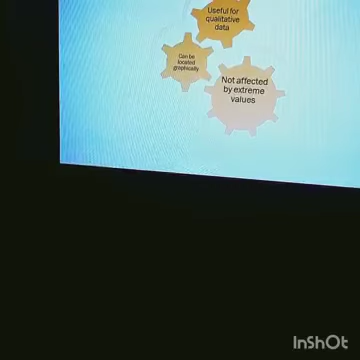 Useful for
qualitative
data
Can be
located
graphically
Not affected
by extreme
values
InShOt